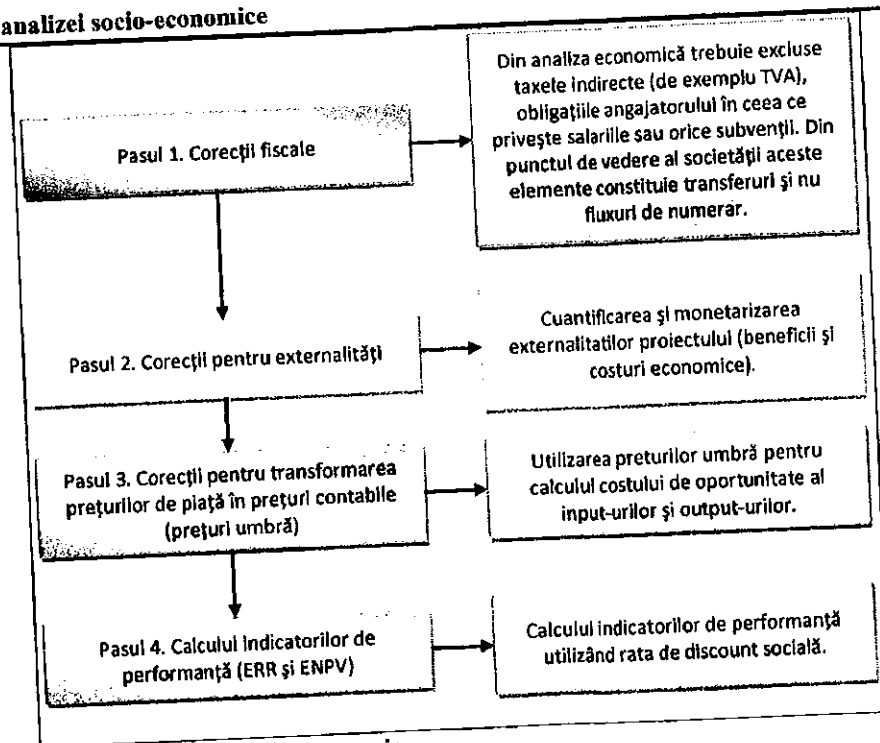 analizei socio-economice
Pasul 1. Corecții fiscale
Din analiza economică trebuie excluse
taxele indirecte (de exemplu TVA),
obligațiile angajatorului în ceea ce
privește salariile sau orice subvenții. Din
punctul de vedere al societății aceste
elemente constituie transferuri și nu
fluxuri de numerar.
Pasul 2. Corecții pentru externalități
Cuantificarea și monetarizarea
externalitatilor proiectului (beneficii și
costuri economice).
Pasul 3. Corecții pentru transformarea
prețurilor de piață în prețuri contabile
(prețuri umbră)
Utilizarea preturilor umbră pentru
calculul costului de oportunitate al
input-urilor și output-urilor.
Pasul 4. Calculul indicatorilor de
performanță (ERR și ENPV)
Calculul indicatorilor de performanță
utilizând rata de discount socială.